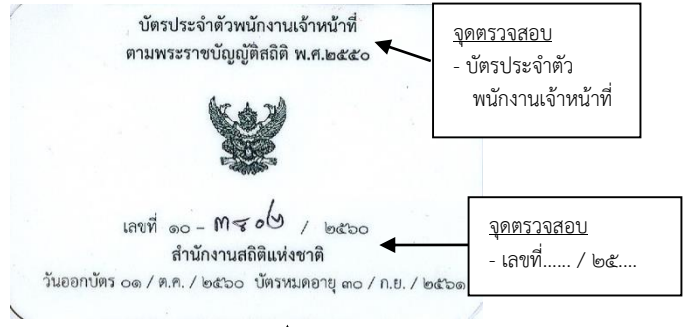 บัตรประจำตัวพนักงานเจ้าหน้าที่
ตามพระราชบัญญัติสถิติ พ.ศ.๒๕๕๐
จุดตรวจสอบ
- บัตรประจำตัว
พนักงานเจ้าหน้าที่
เลขที่ ๑๐ - ๓๘๐๒ / ๒๕๖๐
สำนักงานสถิติแห่งชาติ
วันออกบัตร ๐๑ / ต.ค. / ๒๕๖๐ บัตรหมดอายุ ๓๐ / ก.ย. / ๒๕๖๑
จุดตรวจสอบ
- เลขที่...... / ๒๕....